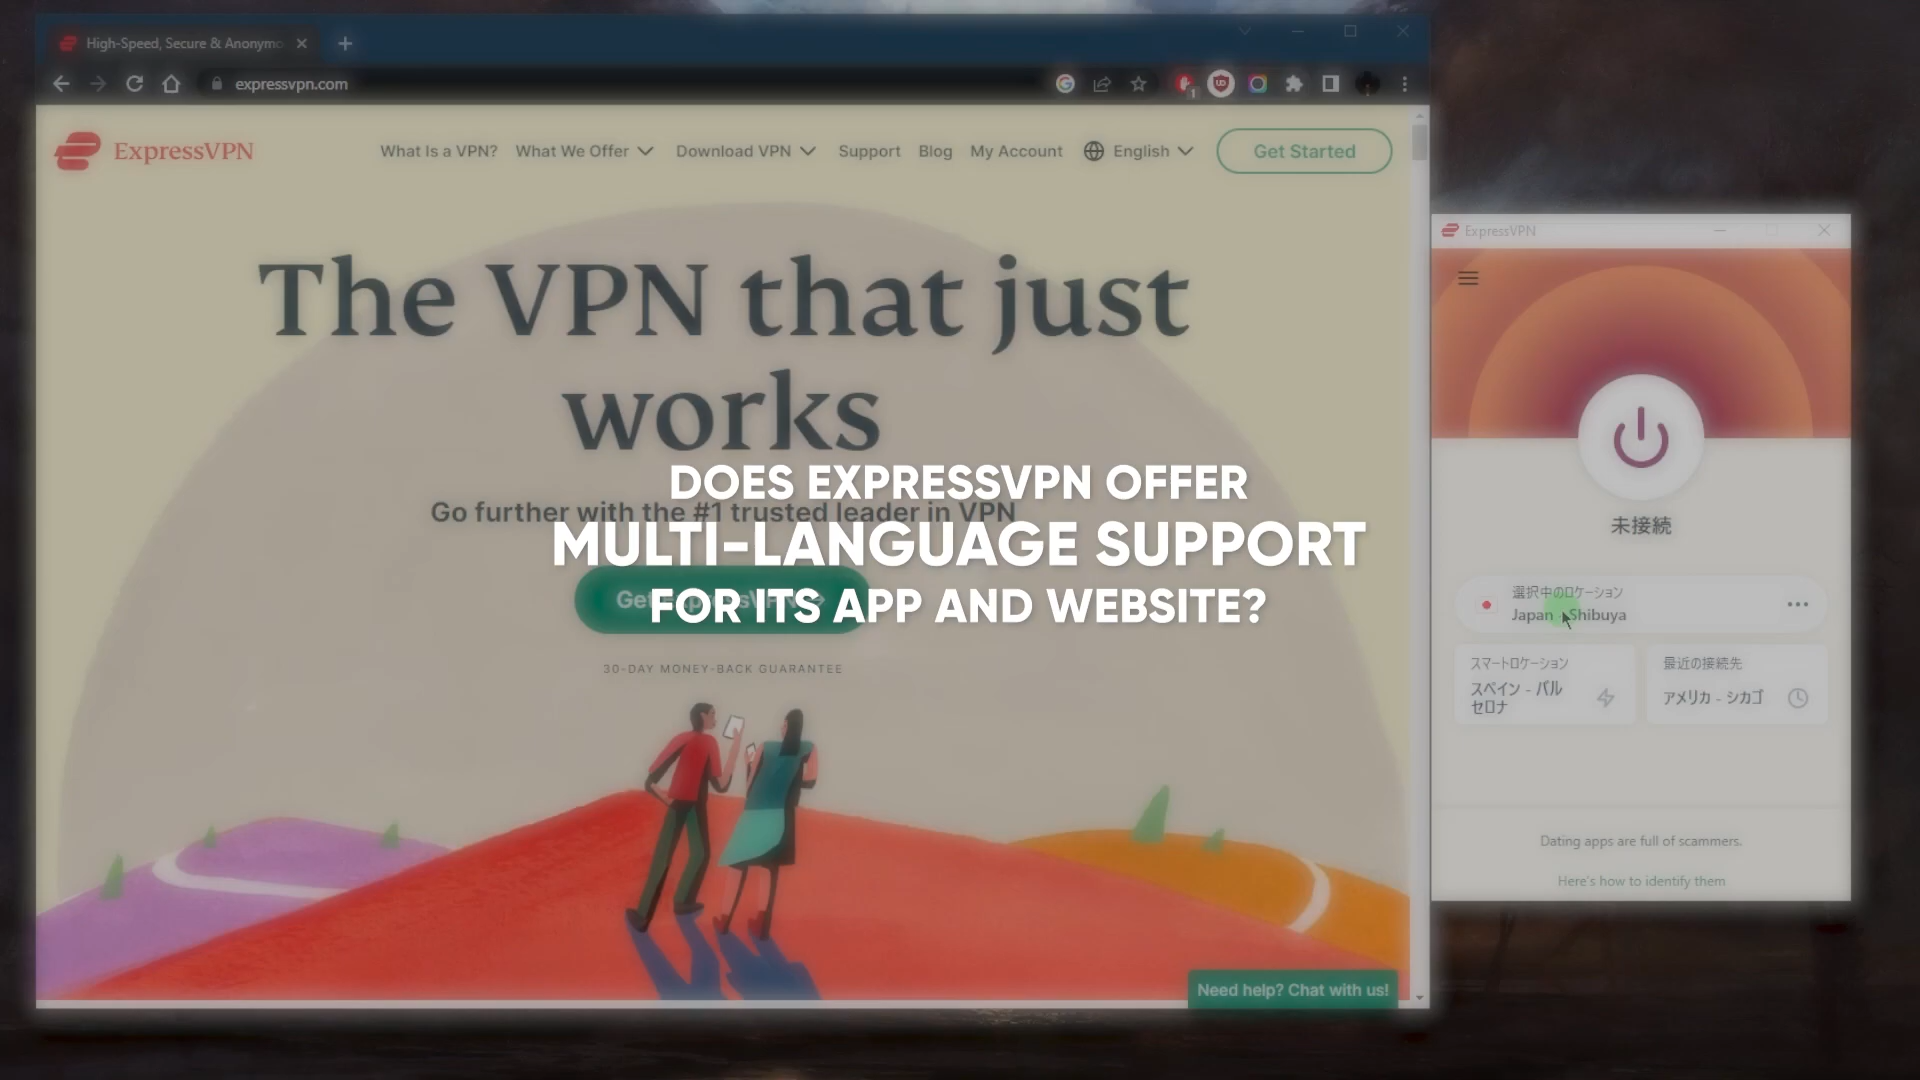 High-Speed, Secure & Anonymo
expressvpn.com
1
ExpressVPN
What Is a VPN?
What We Offer
Download VPN
Support
Blog
My Account
English
Get Started
The VPN that just
works
Go further with the #1 trusted leader in VPN
DOES EXPRESSVPN OFFER
MULTI-LANGUAGE SUPPORT
FOR ITS APP AND WEBSITE?
Get ExpressVPN
30-DAY MONEY-BACK GUARANTEE
Need help? Chat with us!
ExpressVPN
未接続
選択中のロケーション
Japan - Shibuya
スマートロケーション
スペイン - バル
セロナ
最近の接続先
アメリカ - シカゴ
Dating apps are full of scammers.
Here's how to identify them